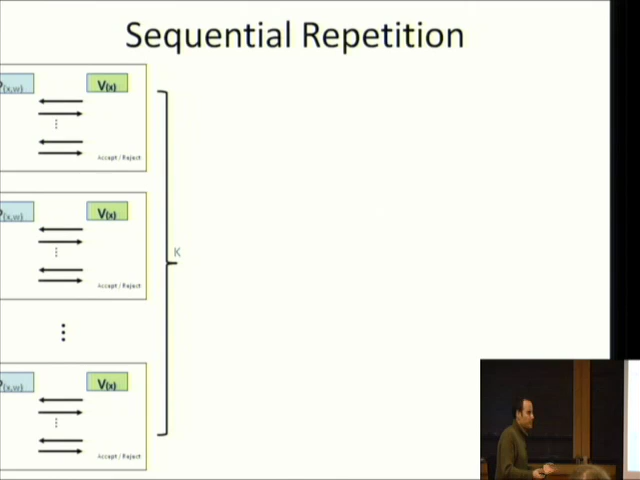 Sequential Repetition
P(x,w) V(x)
Accept / Reject
P(x,w) V(x)
K
Accept / Reject
P(x,w) V(x)
Accept / Reject